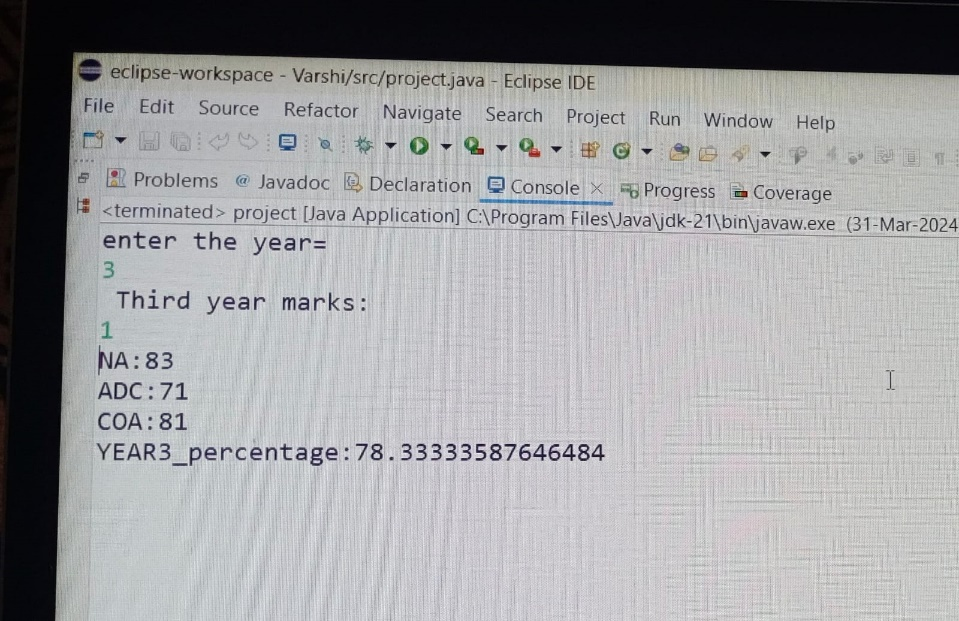 eclipse-workspace - Varshi/src/project.java - Eclipse IDE
File Edit Source Refactor Navigate Search Project Run Window Help
Problems @ Javadoc Declaration Console Progress Coverage
<terminated> project [Java Application] C:\Program Files\Java\jdk-21\bin\javaw.exe (31-Mar-2024
enter the year=
3
Third year marks:
1
NA:83
ADC:71
COA:81
YEAR3_percentage:78.33333587646484